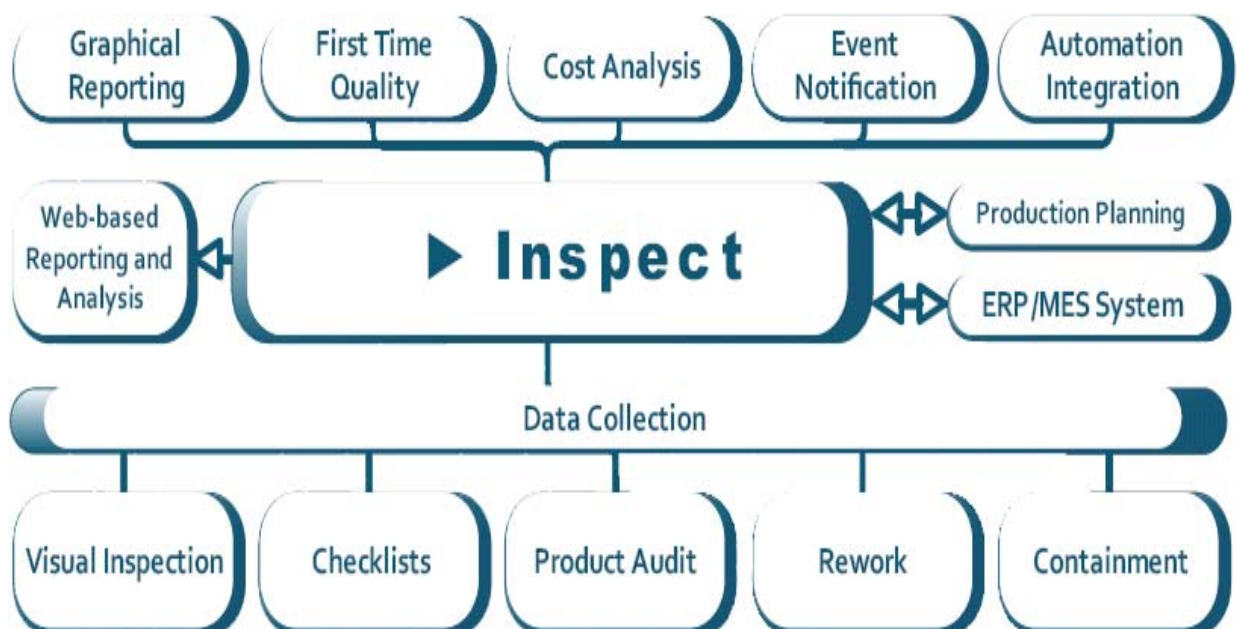 Graphical
Reporting
First Time
Quality
Cost Analysis
Event
Notification
Automation
Integration
Web-based
Reporting and
Analysis
Inspect
Production Planning
ERP/MES System
Data Collection
Visual Inspection
Checklists
Product Audit
Rework
Containment